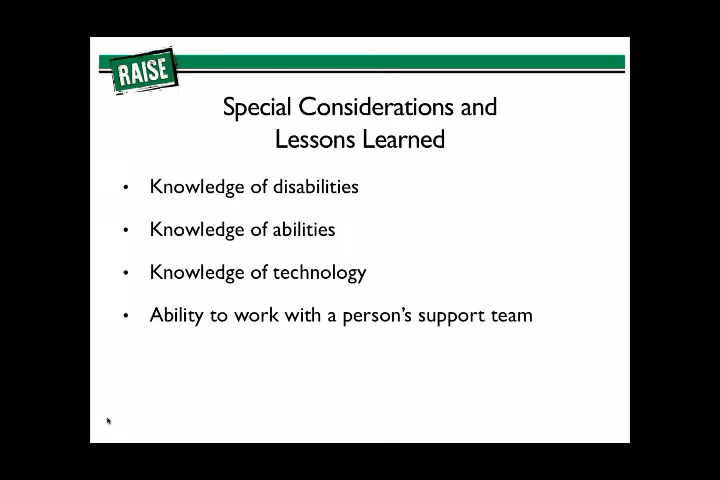 RAISE
Special Considerations and
Lessons Learned
• Knowledge of disabilities
• Knowledge of abilities
• Knowledge of technology
• Ability to work with a person’s support team